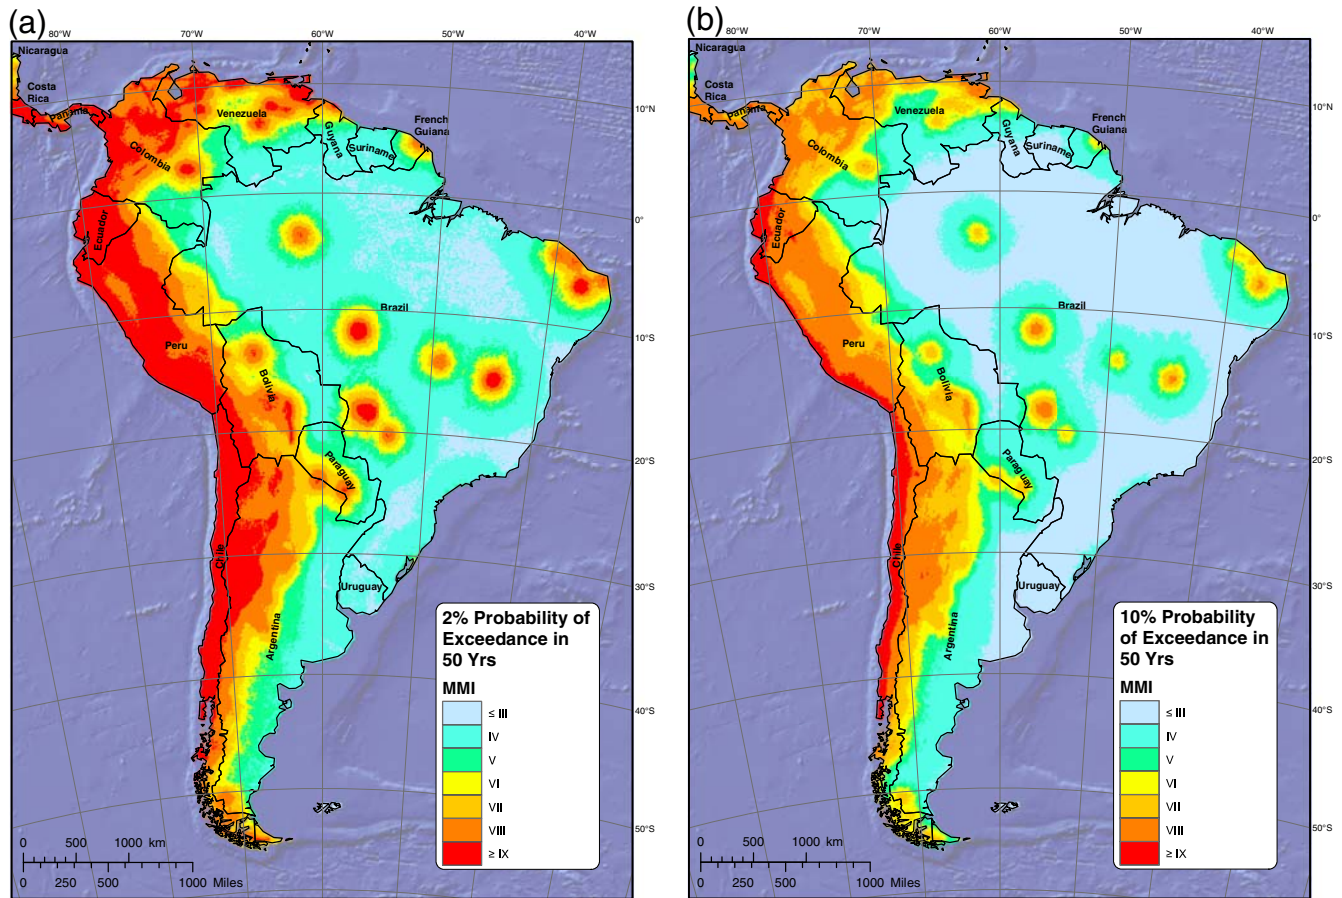 (a)
80°W
70°W
60°W
50°W
40°W
Nicaragua
Costa
Rica
Panama
Venezuela
Colombia
Guyana
Suriname
French
Guiana
Ecuador
Peru
Brazil
Bolivia
Paraguay
Chile
Argentina
Uruguay
10°N
0°
10°S
20°S
30°S
40°S
50°S
2% Probability of
Exceedance in
50 Yrs
MMI
≤ III
IV
V
VI
VII
VIII
≥ IX
0 500 1000 km
0 250 500 1000 Miles
(b)
80°W
70°W
60°W
50°W
40°W
Nicaragua
Costa
Rica
Panama
Venezuela
Colombia
Guyana
Suriname
French
Guiana
Ecuador
Peru
Brazil
Bolivia
Paraguay
Chile
Argentina
Uruguay
10°N
0°
10°S
20°S
30°S
40°S
50°S
10% Probability
of Exceedance in
50 Yrs
MMI
≤ III
IV
V
VI
VII
VIII
≥ IX
0 500 1000 km
0 250 500 1000 Miles